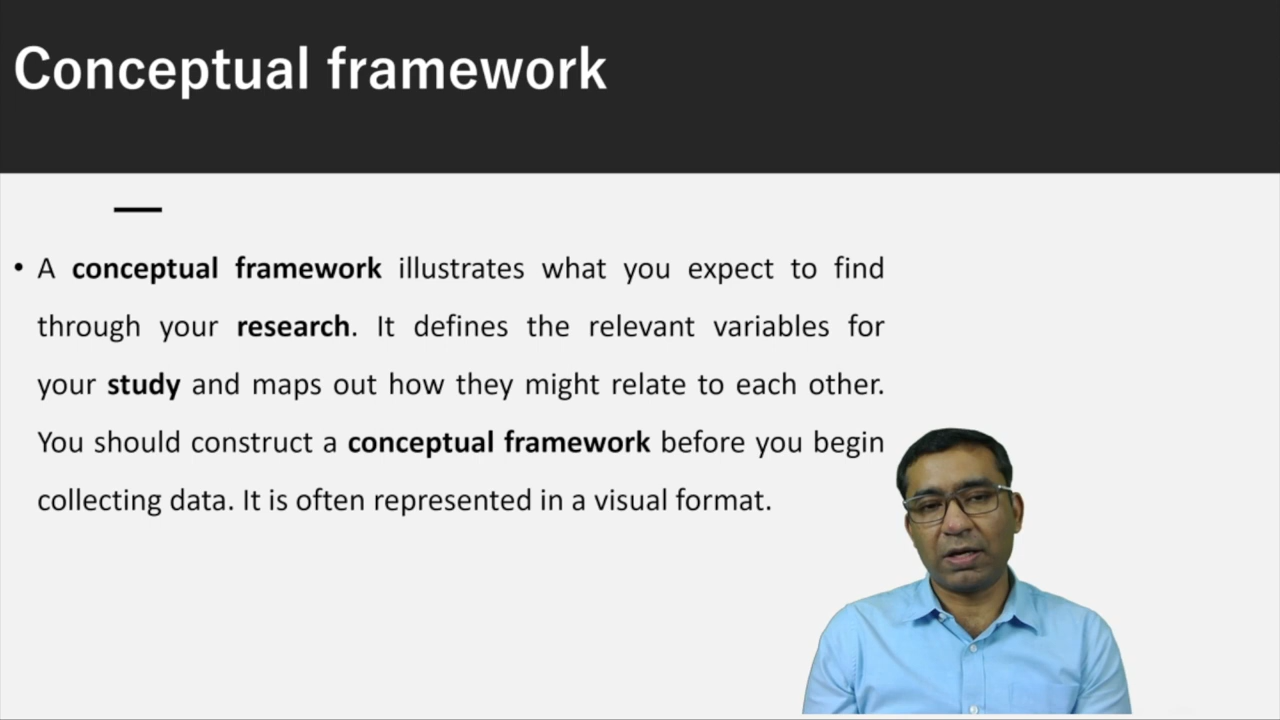 Conceptual framework
• A conceptual framework illustrates what you expect to find
through your research. It defines the relevant variables for
your study and maps out how they might relate to each other.
You should construct a conceptual framework before you begin
collecting data. It is often represented in a visual format.